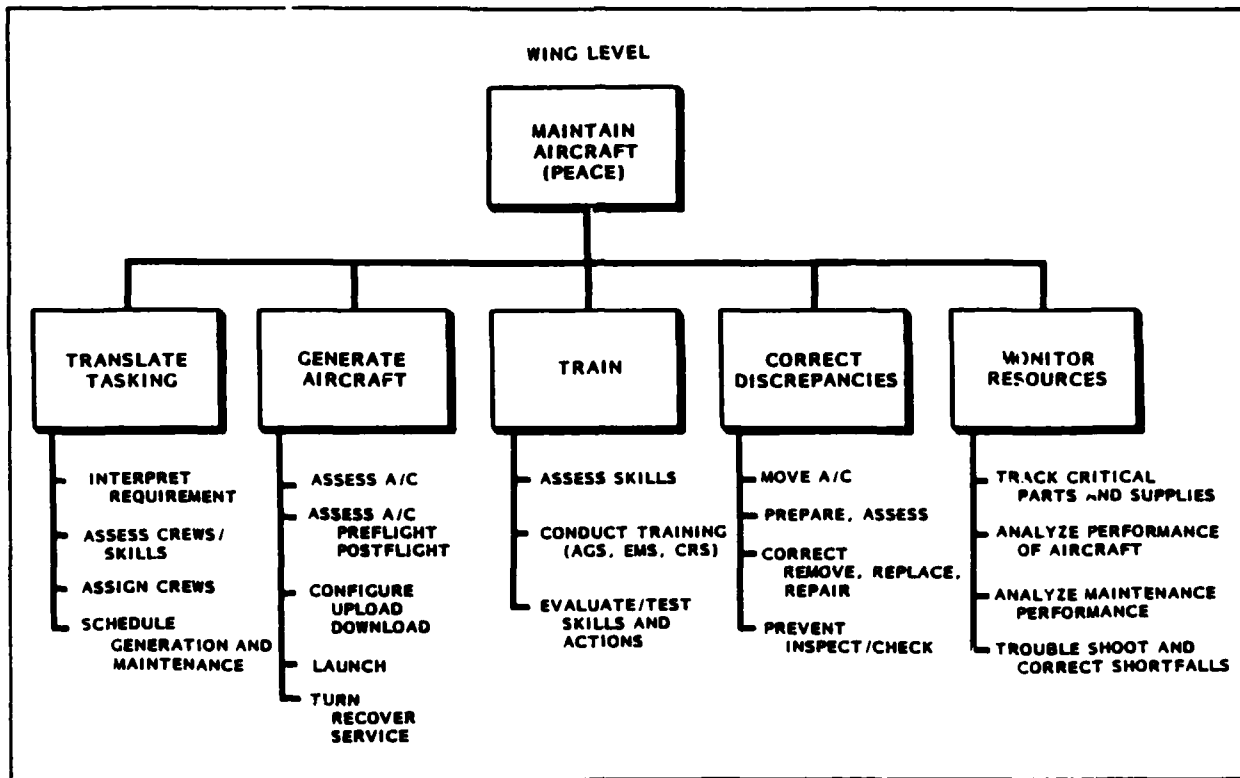 WING LEVEL
MAINTAIN
AIRCRAFT
(PEACE)
TRANSLATE
TASKING
GENERATE
AIRCRAFT
TRAIN
CORRECT
DISCREPANCIES
MONITOR
RESOURCES
INTERPRET
REQUIREMENT
ASSESS CREWS/
SKILLS
ASSIGN CREWS
SCHEDULE
GENERATION AND
MAINTENANCE
ASSESS A/C
ASSESS A/C
PREFLIGHT
POSTFLIGHT
CONFIGURE
UPLOAD
DOWNLOAD
LAUNCH
TURN
RECOVER
SERVICE
ASSESS SKILLS
CONDUCT TRAINING
(AGS, EMS, CRS)
EVALUATE/TEST
SKILLS AND
ACTIONS
MOVE A/C
PREPARE, ASSESS
CORRECT
REMOVE, REPLACE,
REPAIR
PREVENT
INSPECT/CHECK
TRACK CRITICAL
PARTS AND SUPPLIES
ANALYZE PERFORMANCE
OF AIRCRAFT
ANALYZE MAINTENANCE
PERFORMANCE
TROUBLE SHOOT AND
CORRECT SHORTFALLS